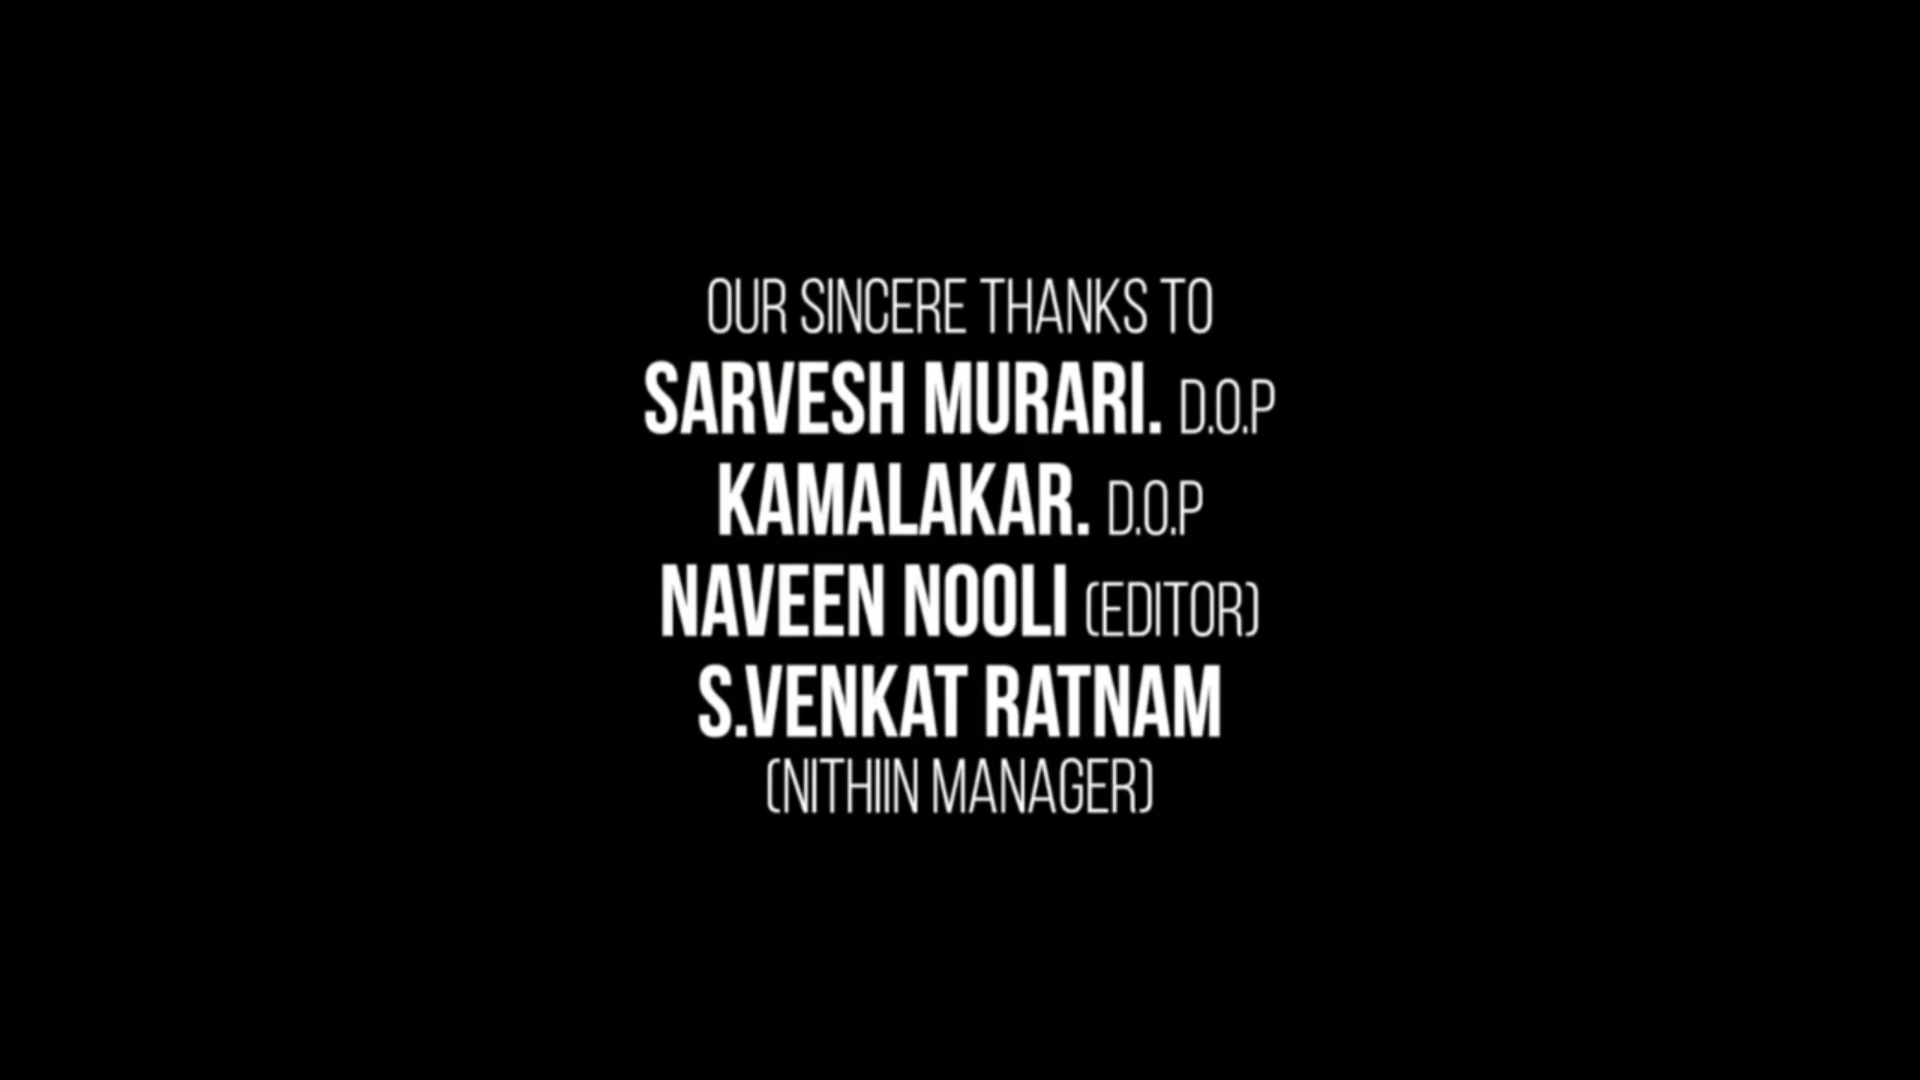 OUR SINCERE THANKS TO
SARVESH MURARI. D.O.P
KAMALAKAR. D.O.P
NAVEEN NOOLI (EDITOR)
S.VENKAT RATNAM
(NITHIIN MANAGER)